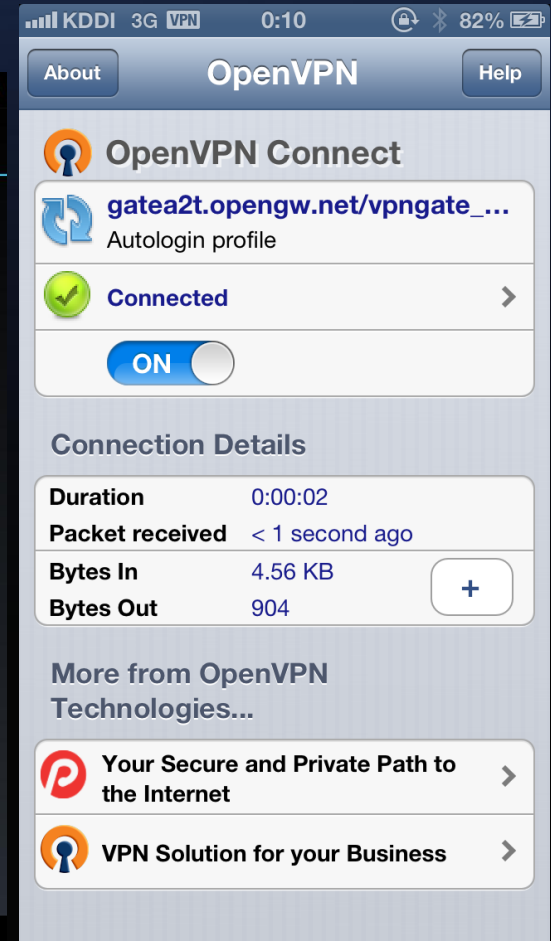 KDDI 3G VPN 0:10 82%
About OpenVPN Help
OpenVPN Connect
gatea2t.opengw.net/vpngate_...
Autologin profile
Connected
ON
Connection Details
Duration 0:00:02
Packet received < 1 second ago
Bytes In 4.56 KB
+
Bytes Out 904
More from OpenVPN
Technologies...
Your Secure and Private Path to
the Internet
VPN Solution for your Business